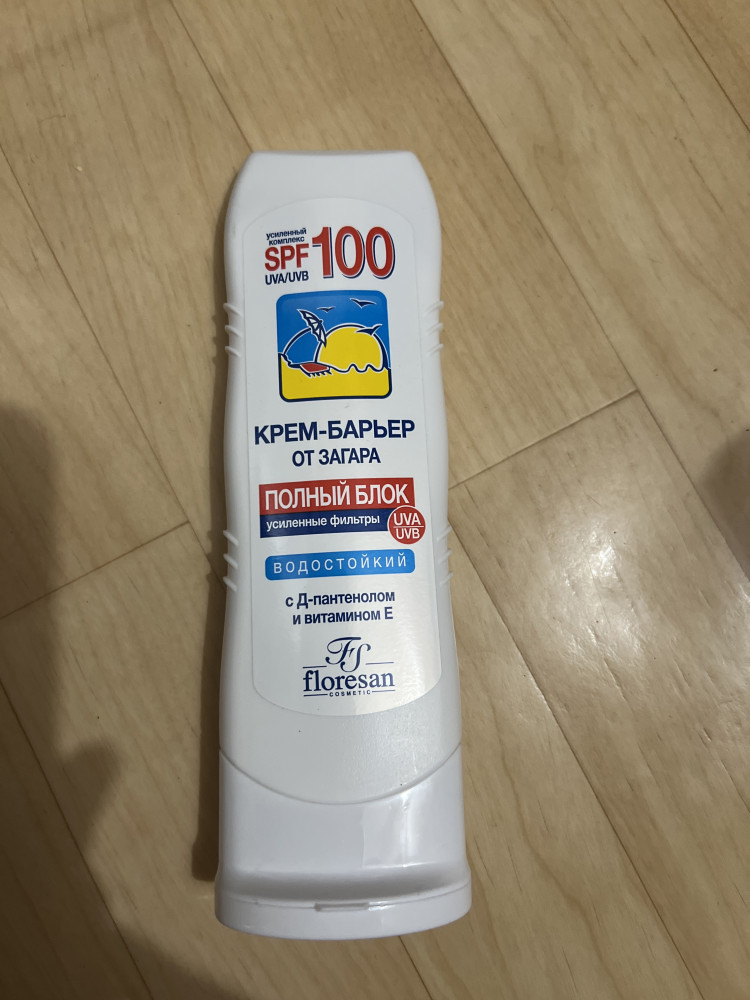 усиленный
комплекс
SPF 100
UVA/UVB
КРЕМ-БАРЬЕР
ОТ ЗАГАРА
ПОЛНЫЙ БЛОК
усиленные фильтры
UVA
UVB
ВОДОСТОЙКИЙ
с Д-пантенолом
и витамином Е
FS
floresan
COSMETIC